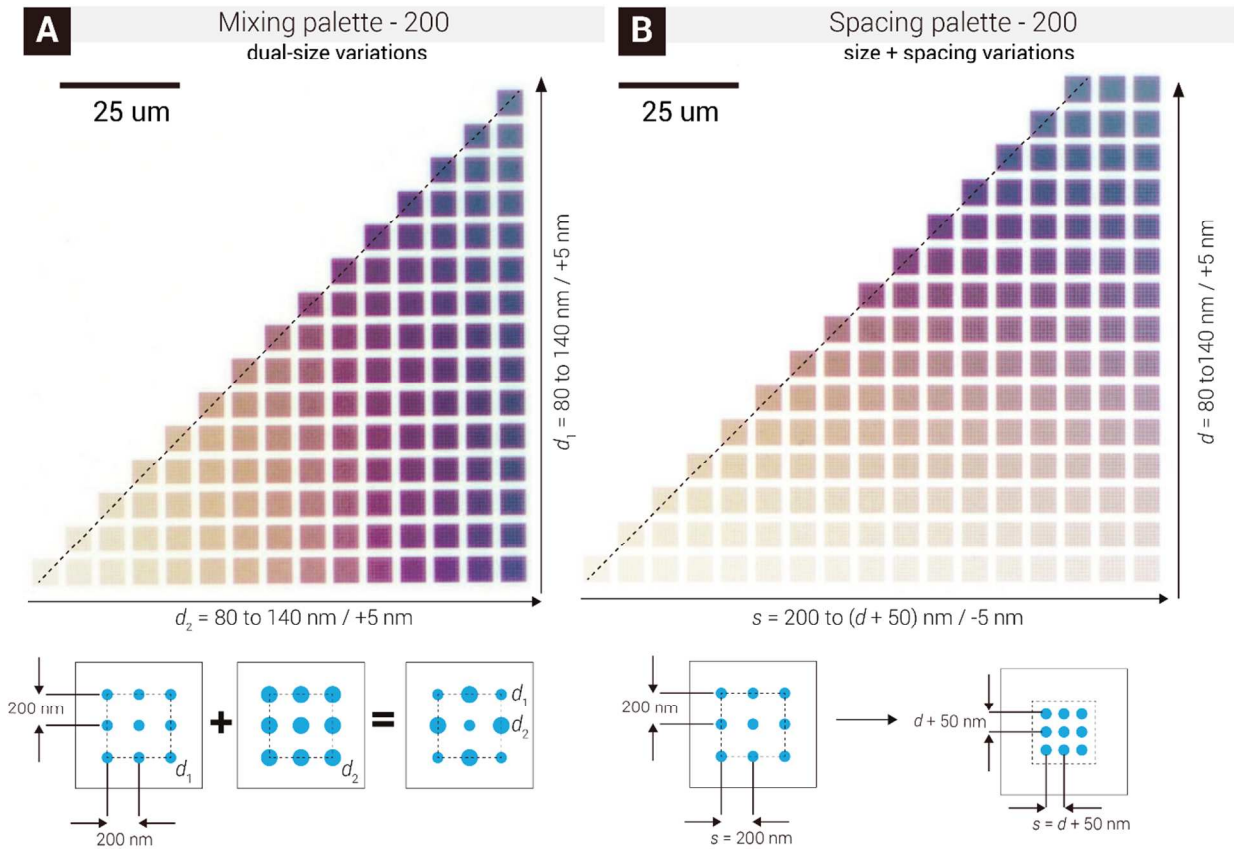 A
Mixing palette - 200
dual-size variations
25 um
d₁ = 80 to 140 nm / +5 nm
d₂ = 80 to 140 nm / +5 nm
200 nm
d₁
200 nm
d₂
d₁
d₂
B
Spacing palette - 200
size + spacing variations
25 um
d = 80 to140 nm / +5 nm
s = 200 to (d + 50) nm / -5 nm
200 nm
s = 200 nm
d + 50 nm
s = d + 50 nm